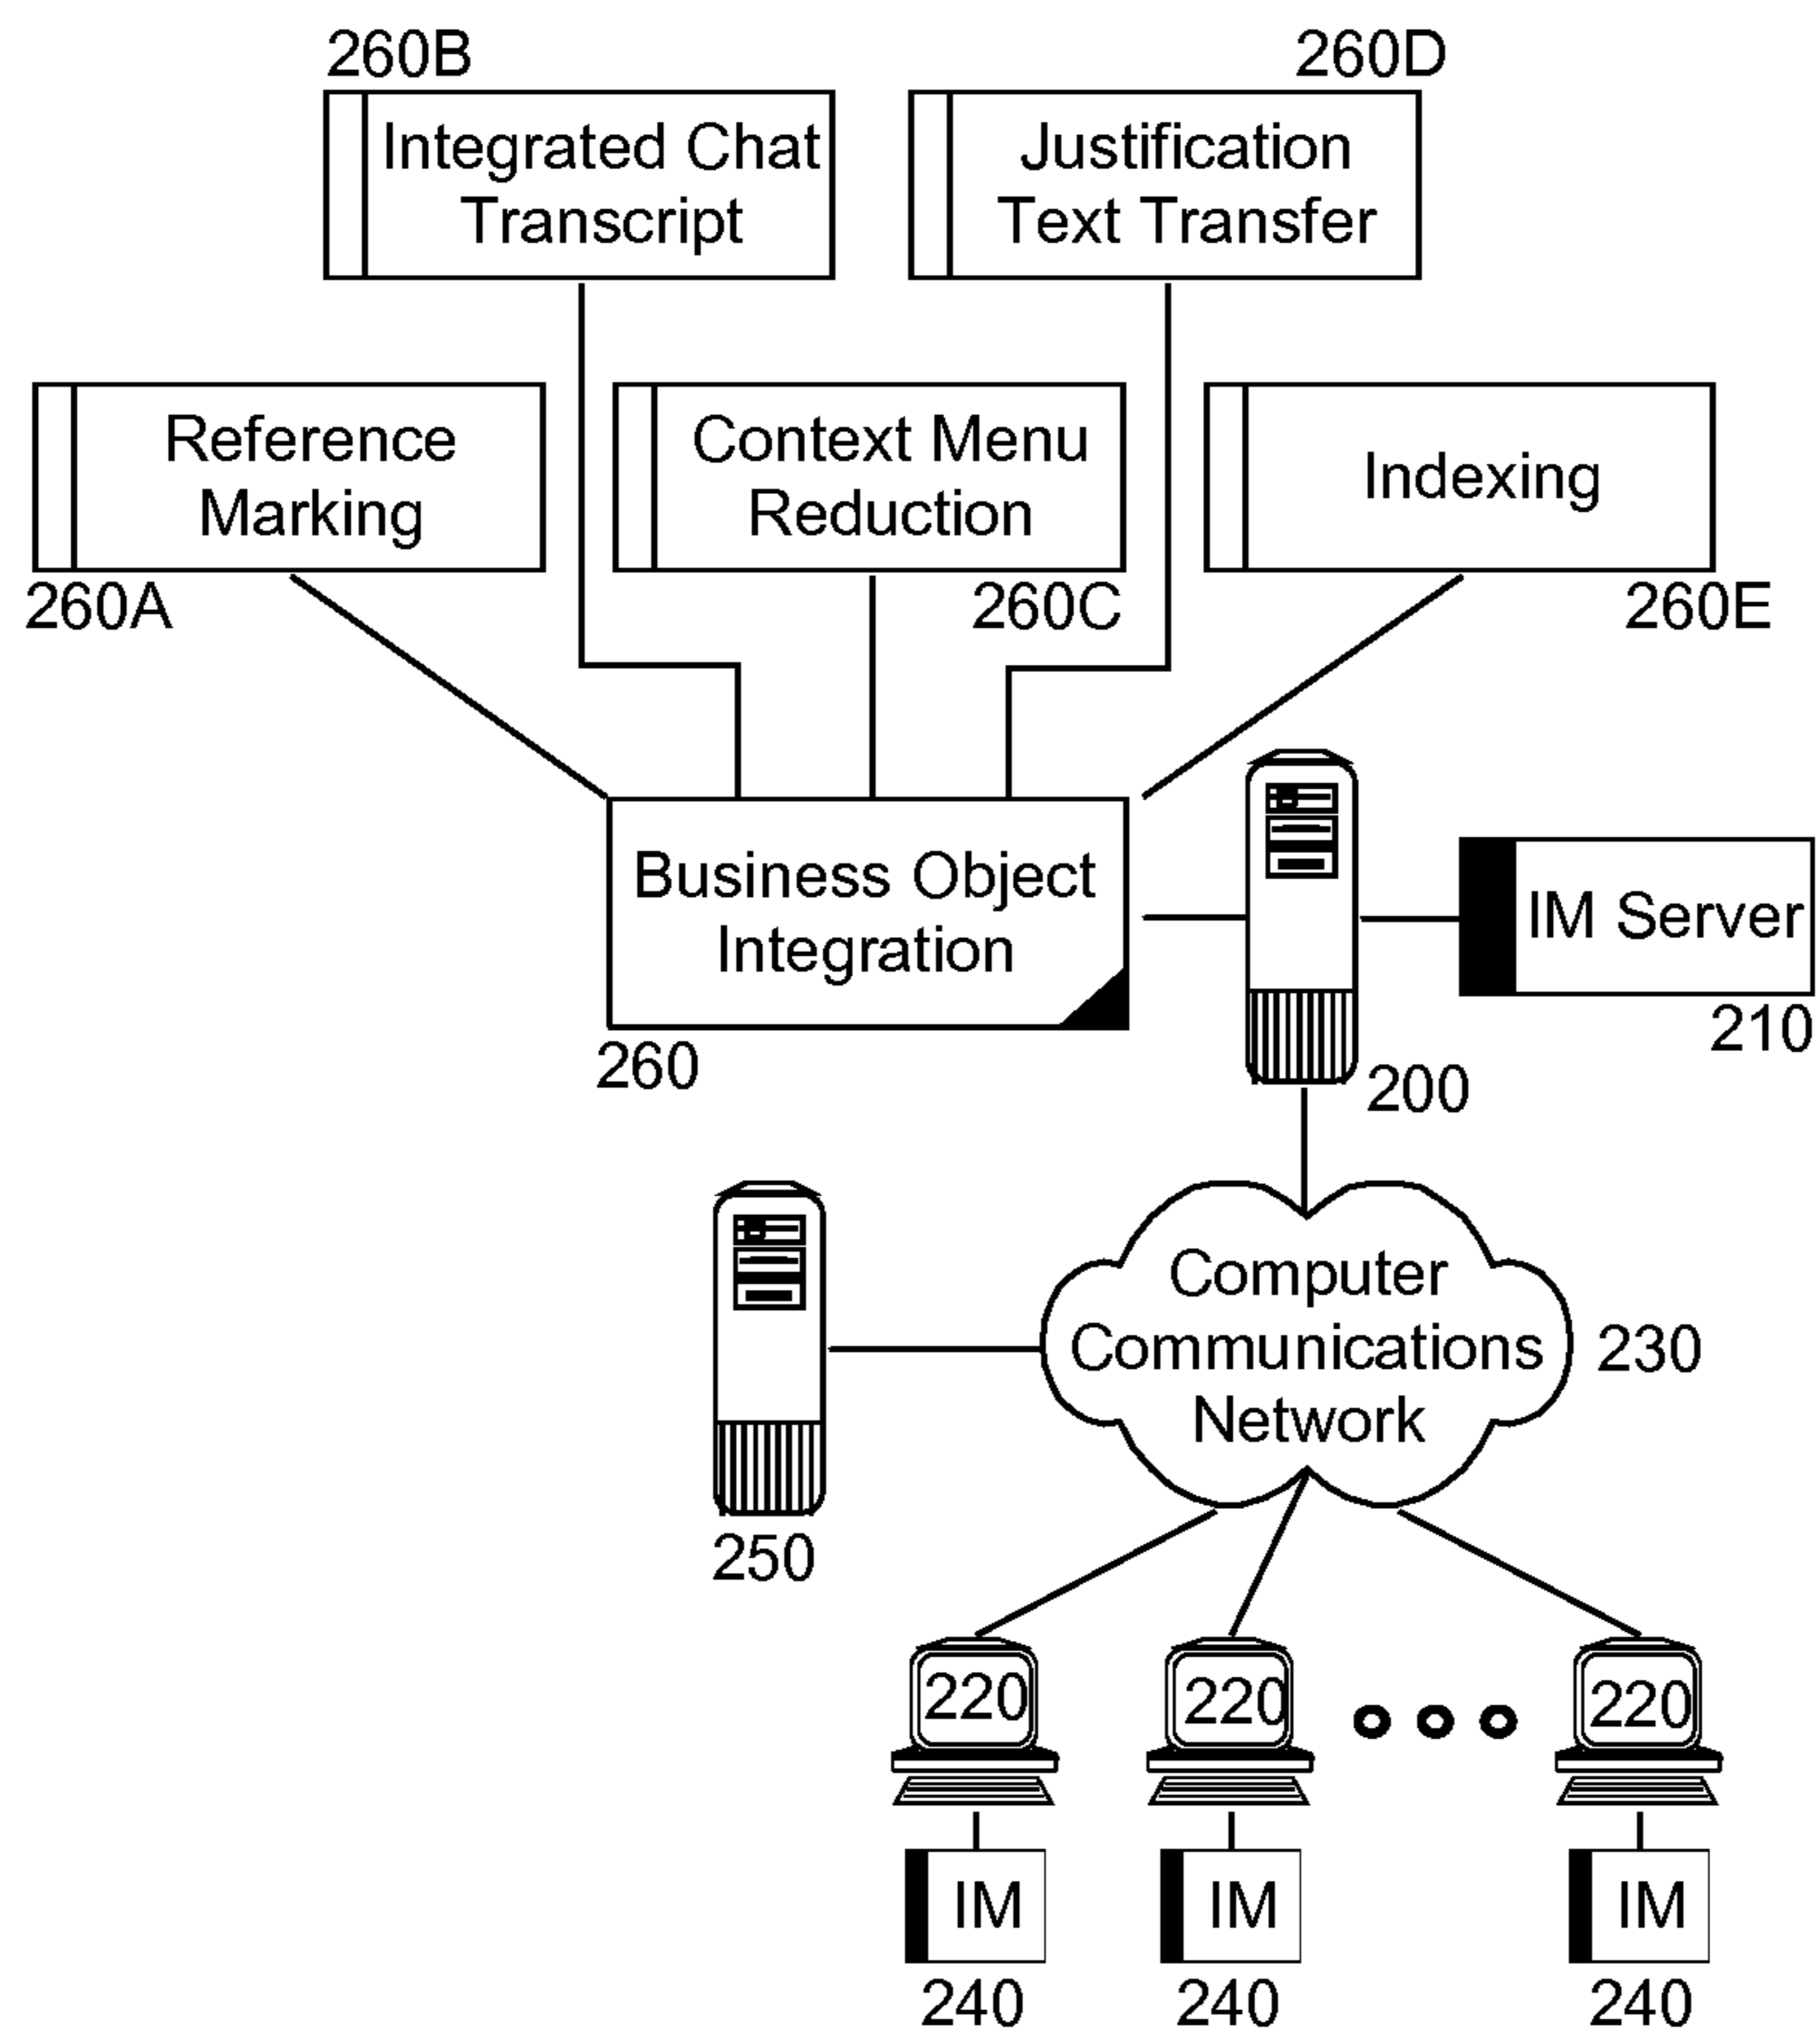 260B
260D
Integrated Chat
Transcript
Justification
Text Transfer
Reference
Marking
Context Menu
Reduction
Indexing
260A
260C
260E
Business Object
Integration
IM Server
260
200
210
Computer
Communications
Network
230
250
220
220
220
IM
IM
IM
240
240
240